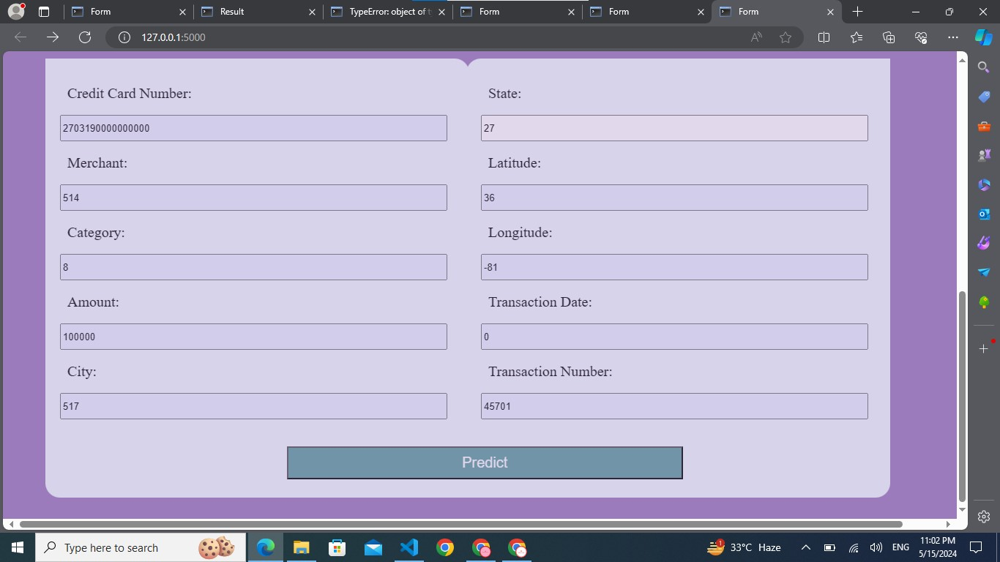 Form
Result
TypeError: object of t
Form
Form
Form
127.0.0.1:5000
Credit Card Number:
2703190000000000
Merchant:
514
Category:
8
Amount:
100000
City:
517
State:
27
Latitude:
36
Longitude:
-81
Transaction Date:
0
Transaction Number:
45701
Predict
Type here to search
1
33°C Haze
ENG
11:02 PM
5/15/2024